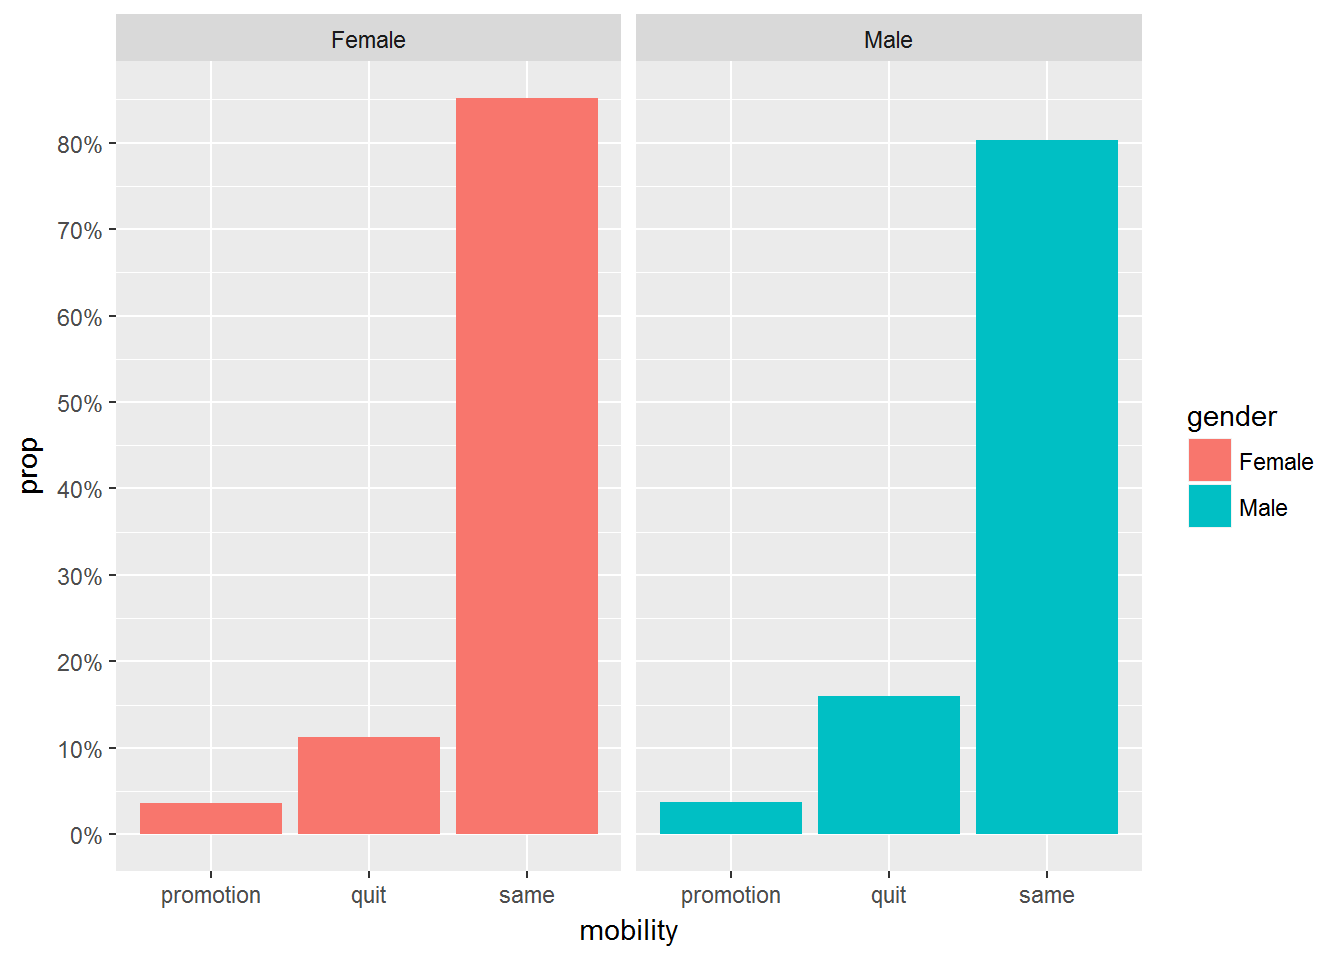 Female
Male
80%
70%
60%
50%
40%
30%
20%
10%
0%
prop
promotion quit same promotion quit same
mobility
gender
Female
Male